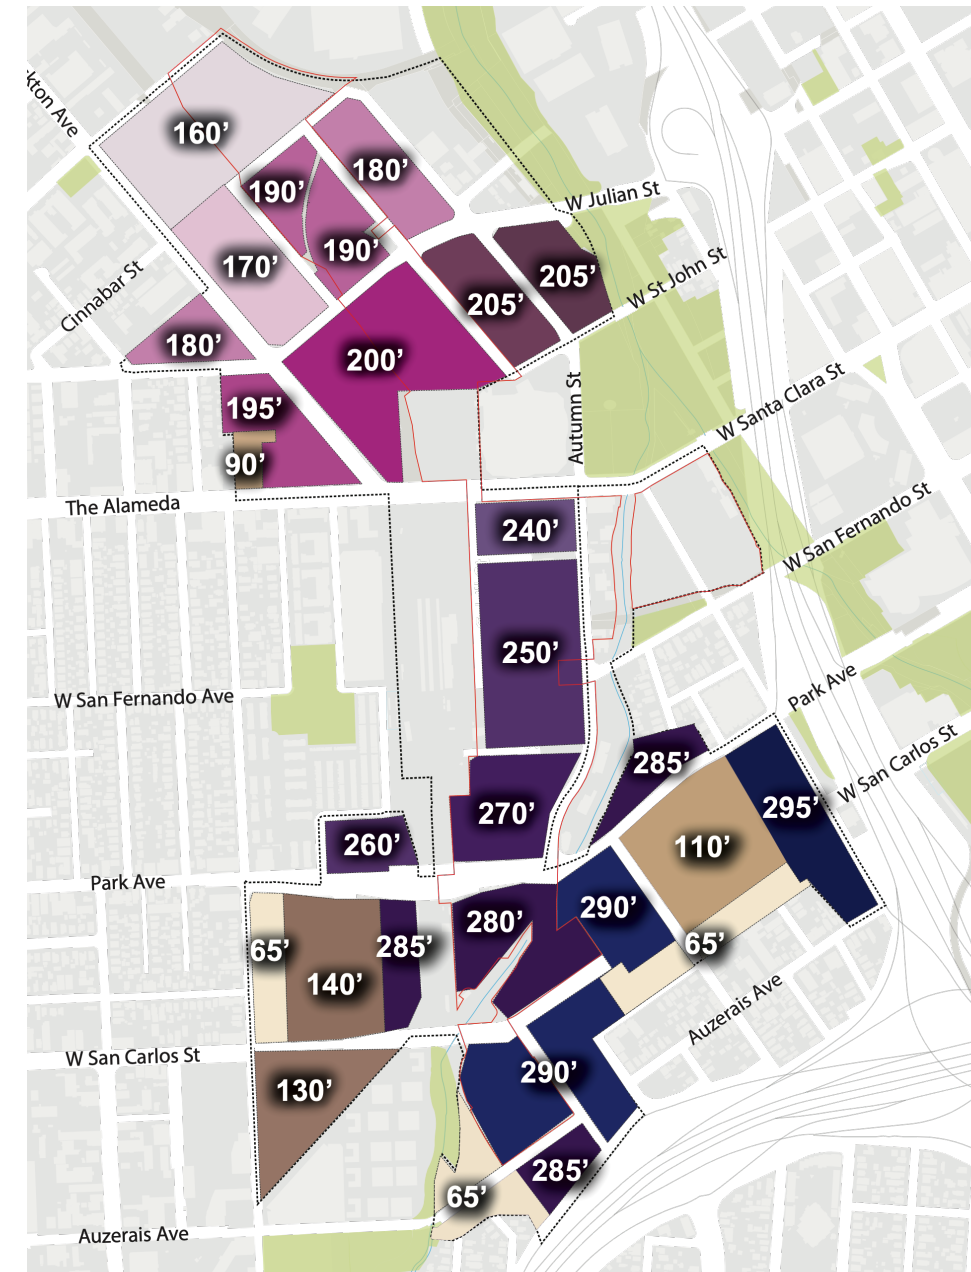 kton Ave
160'
180'
190'
W Julian St
190'
170'
205'
205'
W St John St
Cinnabar St
180'
200'
195'
Autumn St
W Santa Clara St
90'
The Alameda
240'
W San Fernando St
250'
W San Fernando Ave
Park Ave
285'
W San Carlos St
270'
295'
260'
110'
Park Ave
290'
280'
65'
285'
65'
140'
Auzerais Ave
W San Carlos St
130'
290'
285'
65'
Auzerais Ave